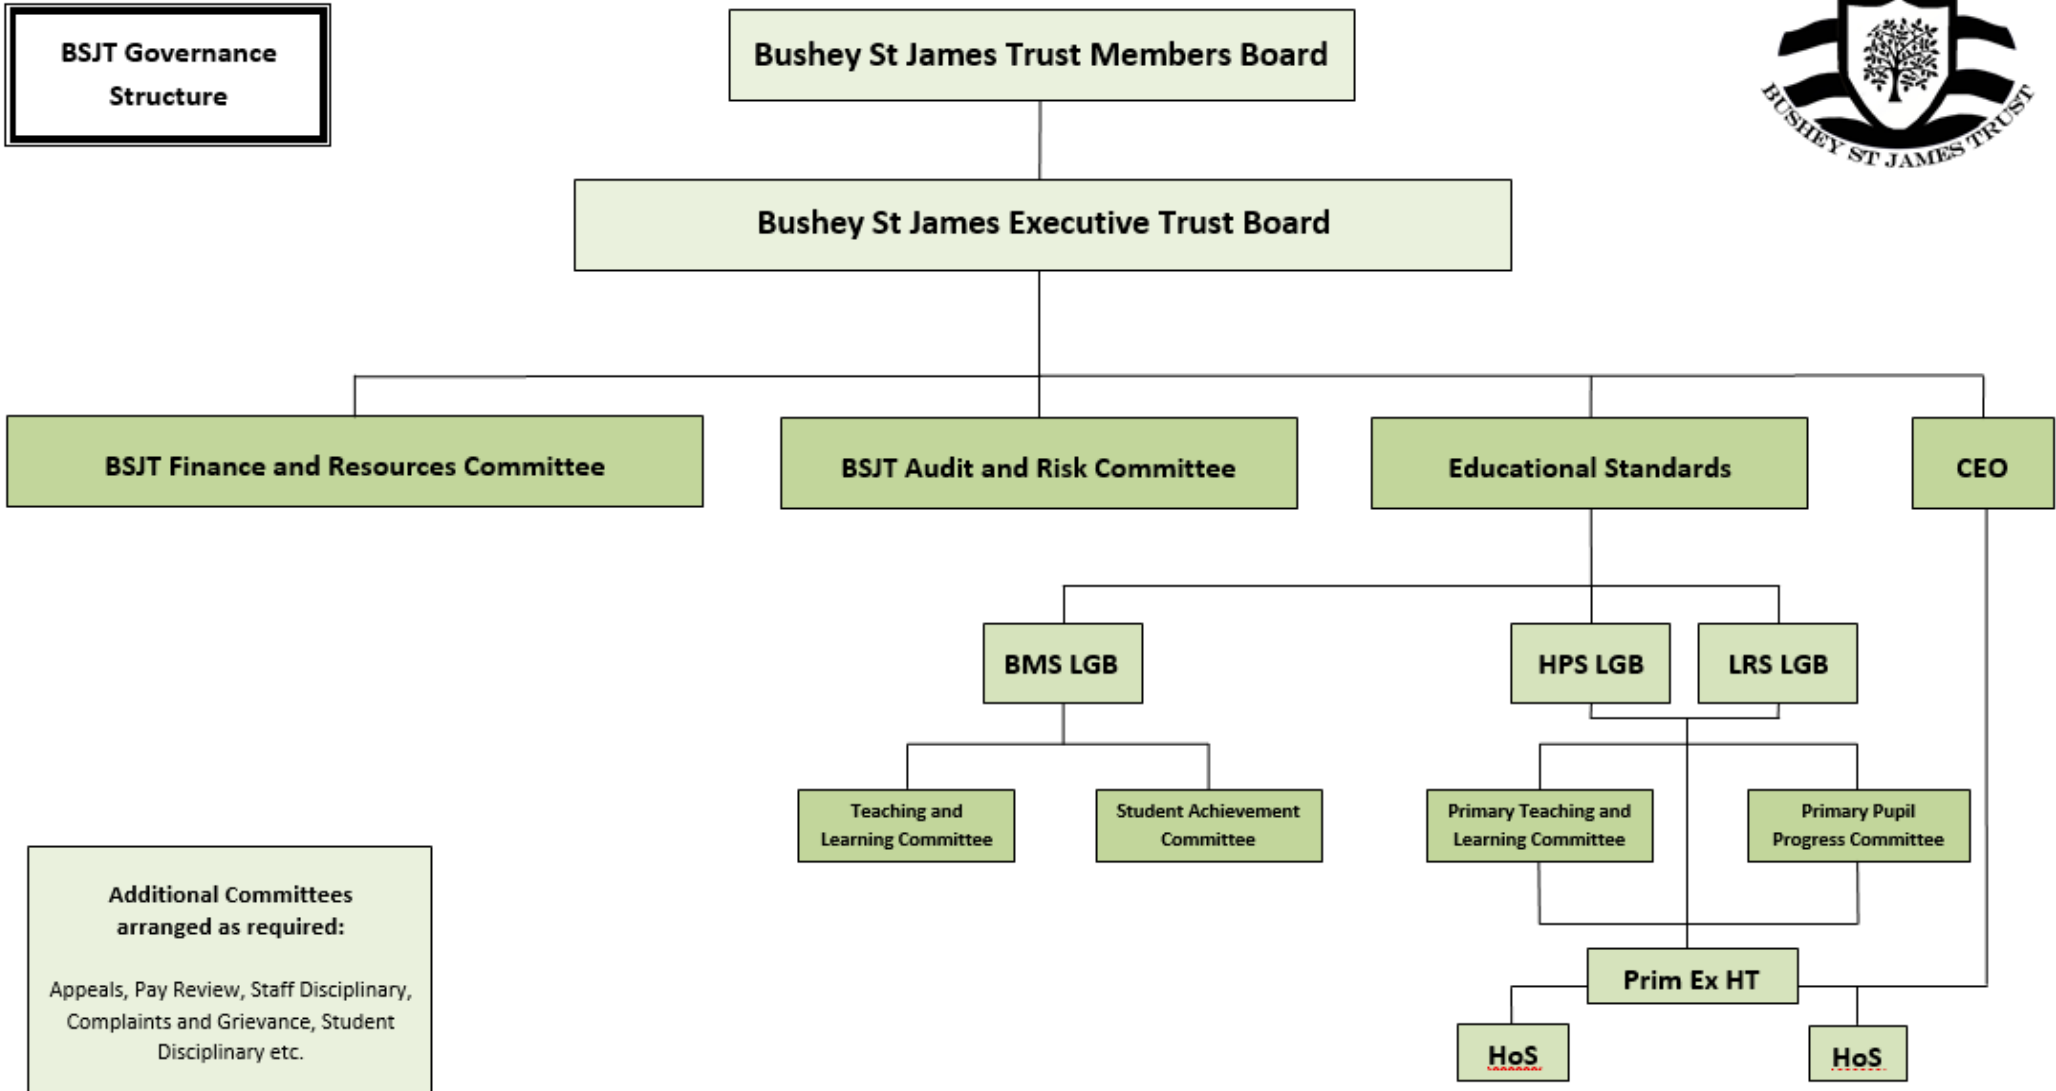 BSJT Governance
Structure
Bushey St James Trust Members Board
BUSHEY ST JAMES TRUST
Bushey St James Executive Trust Board
BSJT Finance and Resources Committee
BSJT Audit and Risk Committee
Educational Standards
CEO
BMS LGB
HPS LGB
LRS LGB
Teaching and
Learning Committee
Student Achievement
Committee
Primary Teaching and
Learning Committee
Primary Pupil
Progress Committee
Additional Committees
arranged as required:
Appeals, Pay Review, Staff Disciplinary,
Complaints and Grievance, Student
Disciplinary etc.
Prim Ex HT
HoS
HoS